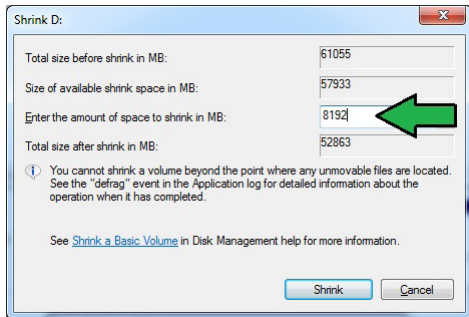 Shrink D:
Total size before shrink in MB: 61055
Size of available shrink space in MB: 57933
Enter the amount of space to shrink in MB: 8192
Total size after shrink in MB: 52863
You cannot shrink a volume beyond the point where any unmovable files are located.
See the "defrag" event in the Application log for detailed information about the
operation when it has completed.
See Shrink a Basic Volume in Disk Management help for more information.
Shrink Cancel